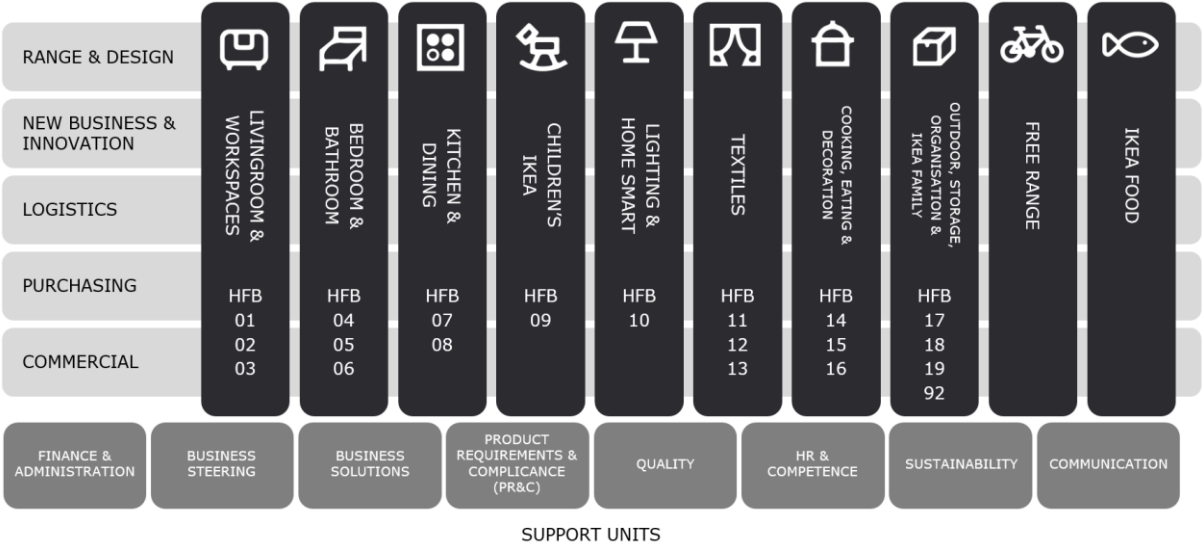 RANGE & DESIGN
NEW BUSINESS &
INNOVATION
LOGISTICS
PURCHASING
COMMERCIAL
LIVINGROOM &
WORKSPACES
HFB
01
02
03
BEDROOM &
BATHROOM
HFB
04
05
06
KITCHEN &
DINING
HFB
07
08
CHILDREN'S
IKEA
HFB
09
LIGHTING &
HOME SMART
HFB
10
TEXTILES
HFB
11
12
13
COOKING, EATING &
DECORATION
HFB
14
15
16
OUTDOOR, STORAGE,
ORGANISATION &
IKEA FAMILY
HFB
17
18
19
92
FREE RANGE
IKEA FOOD
FINANCE &
ADMINISTRATION
BUSINESS
STEERING
BUSINESS
SOLUTIONS
PRODUCT
REQUIREMENTS &
COMPLICANCE
(PR&C)
QUALITY
HR &
COMPETENCE
SUSTAINABILITY
COMMUNICATION
SUPPORT UNITS